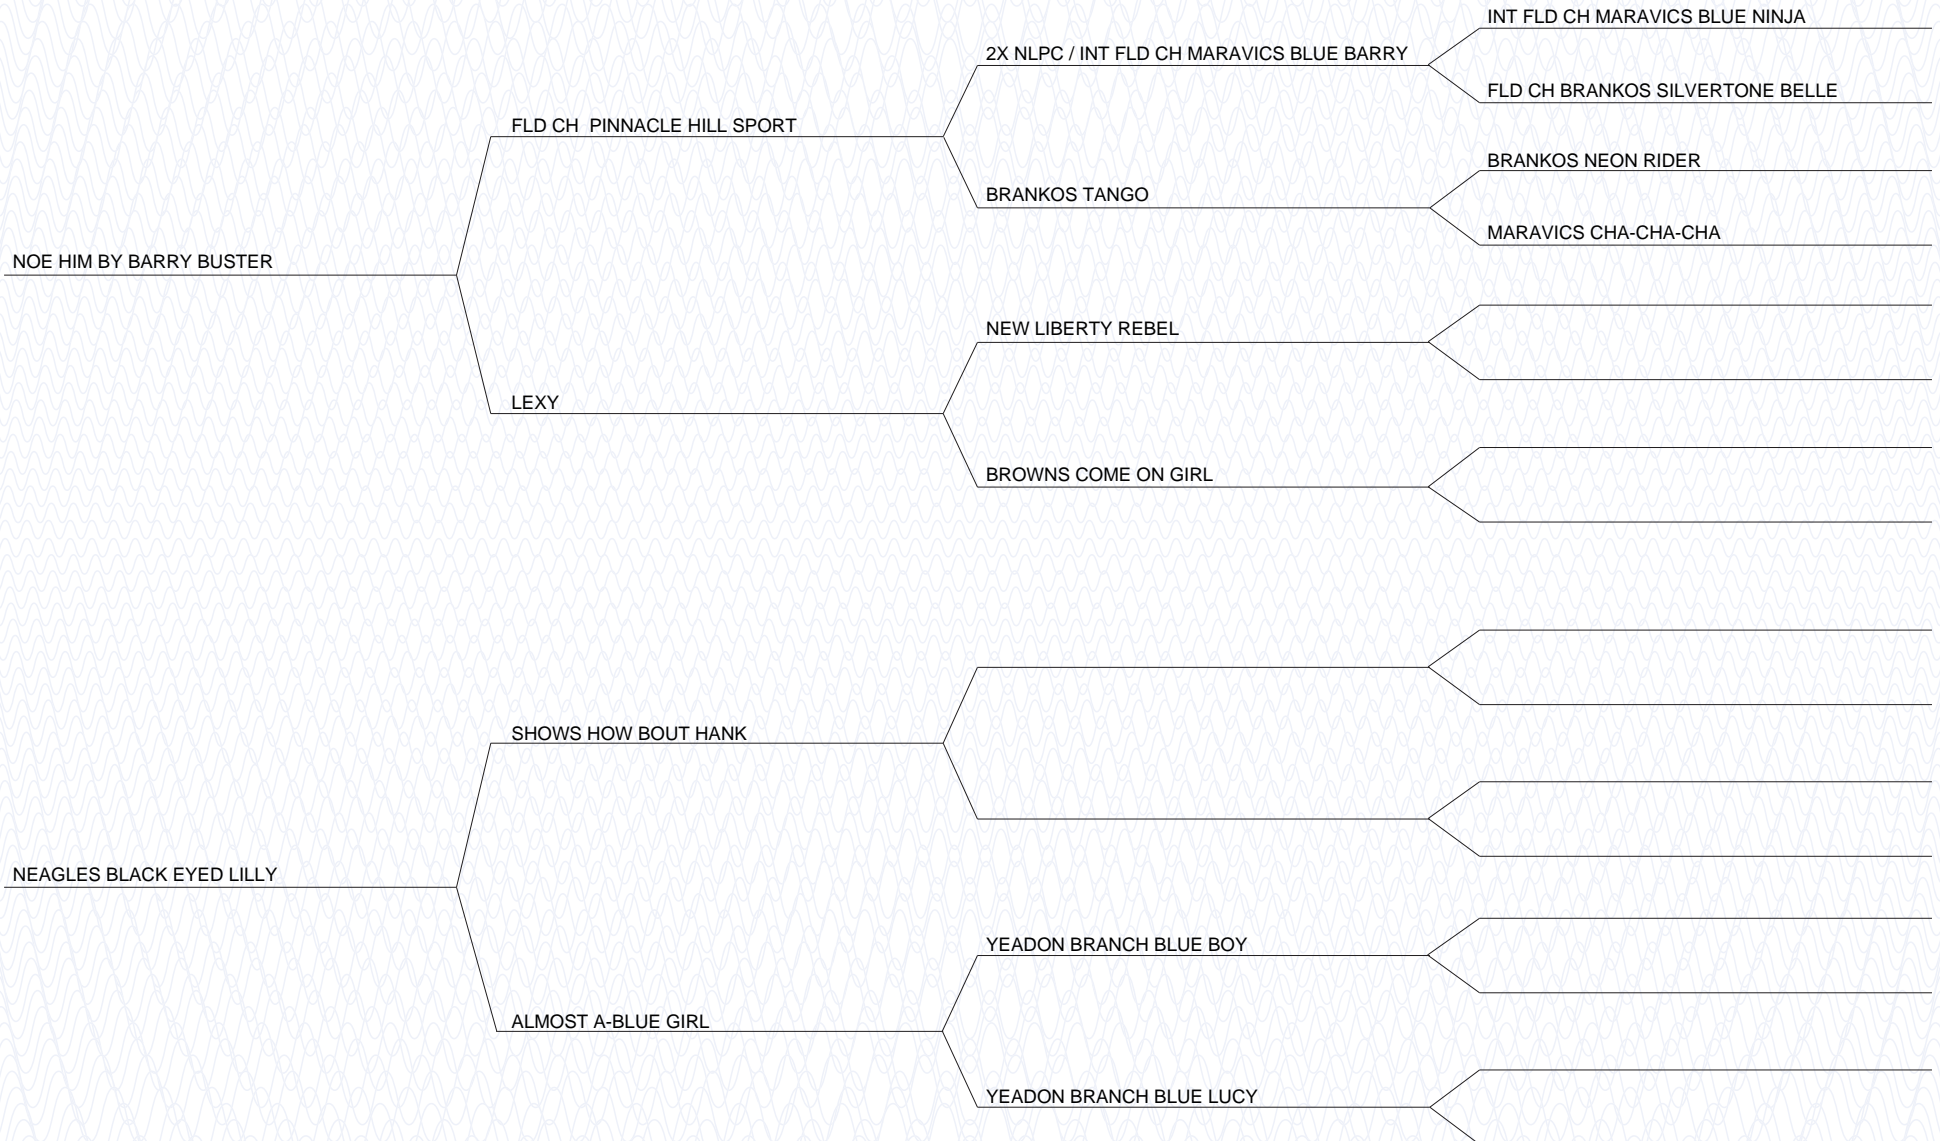 INT FLD CH MARAVICS BLUE NINJA
2X NLPC / INT FLD CH MARAVICS BLUE BARRY
FLD CH BRANKOS SILVERTONE BELLE
FLD CH  PINNACLE HILL SPORT
BRANKOS NEON RIDER
BRANKOS TANGO
MARAVICS CHA-CHA-CHA
NOE HIM BY BARRY BUSTER
NEW LIBERTY REBEL
LEXY
BROWNS COME ON GIRL
SHOWS HOW BOUT HANK
NEAGLES BLACK EYED LILLY
YEADON BRANCH BLUE BOY
ALMOST A-BLUE GIRL
YEADON BRANCH BLUE LUCY